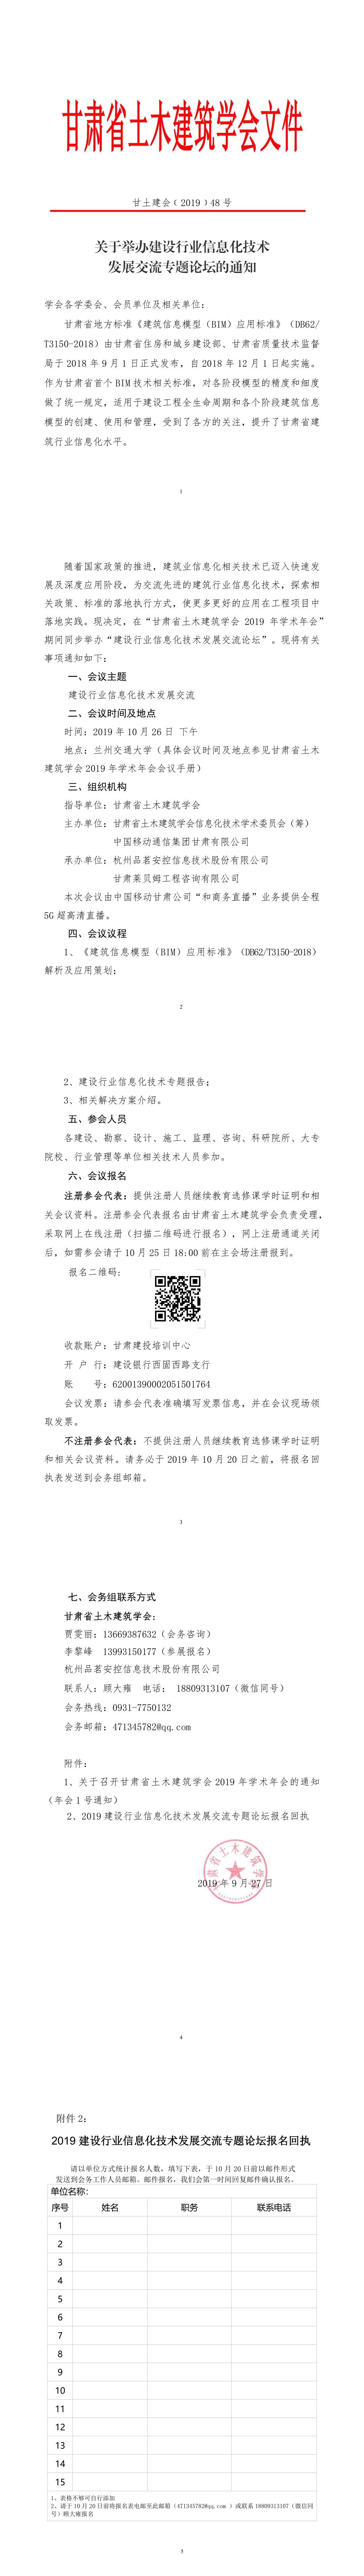 甘肃省土木建筑学会文件
甘土建会﹝2019﹞48 号
关于举办建设行业信息化技术
发展交流专题论坛的通知
学会各学委会、会员单位及相关单位：
甘肃省地方标准《建筑信息模型（BIM）应用标准》（DB62/
T3150-2018）由甘肃省住房和城乡建设部、甘肃省质量技术监督
局于 2018 年 9 月 1 日正式发布，自 2018 年 12 月 1 日起实施。
作为甘肃省首个 BIM 技术相关标准，对各阶段模型的精度和细度
做了统一规定，适用于建设工程全生命周期和各个阶段建筑信息
模型的创建、使用和管理，受到了各方的关注，提升了甘肃省建
筑行业信息化水平。
1
随着国家政策的推进，建筑业信息化相关技术已迈入快速发
展及深度应用阶段，为交流先进的建筑行业信息化技术，探索相
关政策、标准的落地执行方式，使更多更好的应用在工程项目中
落地实践。现决定，在“甘肃省土木建筑学会 2019 年学术年会”
期间同步举办“建设行业信息化技术发展交流论坛”。现将有关
事项通知如下：
一、会议主题
建设行业信息化技术发展交流
二、会议时间及地点
时间：2019 年 10 月 26 日 下午
地点：兰州交通大学（具体会议时间及地点参见甘肃省土木
建筑学会 2019 年学术年会会议手册）
三、组织机构
指导单位：甘肃省土木建筑学会
主办单位：甘肃省土木建筑学会信息化技术学术委员会（筹）
中国移动通信集团甘肃有限公司
承办单位：杭州品茗安控信息技术股份有限公司
甘肃莱贝姆工程咨询有限公司
本次会议由中国移动甘肃公司“和商务直播”业务提供全程
5G 超高清直播。
四、会议议程
1、《建筑信息模型（BIM）应用标准》（DB62/T3150-2018）
解析及应用策划；
2
2、建设行业信息化技术专题报告；
3、相关解决方案介绍。
五、参会人员
各建设、勘察、设计、施工、监理、咨询、科研院所、大专
院校、行业管理等单位相关技术人员参加。
六、会议报名
注册参会代表：提供注册人员继续教育选修课学时证明和相
关会议资料。注册参会代表报名由甘肃省土木建筑学会负责受理，
采取网上在线注册（扫描二维码进行报名），网上注册通道关闭
后，如需参会请于 10 月 25 日 18:00 前在主会场注册报到。
报名二维码：
收款账户：甘肃建投培训中心
开 户 行：建设银行西固西路支行
账    号：62001390002051501764
会议发票：请参会代表准确填写发票信息，并在会议现场领
取发票。
不注册参会代表：不提供注册人员继续教育选修课学时证明
和相关会议资料。请务必于 2019 年 10 月 20 日之前，将报名回
执表发送到会务组邮箱。
3
七、会务组联系方式
甘肃省土木建筑学会：
贾雯丽：13669387632（会务咨询）
李黎峰  13993150177（参展报名）
杭州品茗安控信息技术股份有限公司
联系人：顾大雍  电话： 18809313107（微信同号）
会务热线：0931-7750132
会务邮箱：471345782@qq.com
附件：
1、关于召开甘肃省土木建筑学会 2019 年学术年会的通知
（年会 1 号通知）
2、2019 建设行业信息化技术发展交流专题论坛报名回执
甘肃省土木建筑学会
2019 年 9 月 27 日
4
附件 2：
2019 建设行业信息化技术发展交流专题论坛报名回执
请以单位方式统计报名人数，填写下表，于 10 月 20 日前以邮件形式
发送到会务工作人员邮箱。邮件报名，我们会第一时间回复邮件确认报名。
单位名称：
序号 姓名 职务 联系电话
1
2
3
4
5
6
7
8
9
10
11
12
13
14
15
1、表格不够可自行添加
2、请于 10 月 20 日前将报名表电邮至此邮箱（471345782@qq.com ）或联系 18809313107（微信同
号）顾大雍报名
5